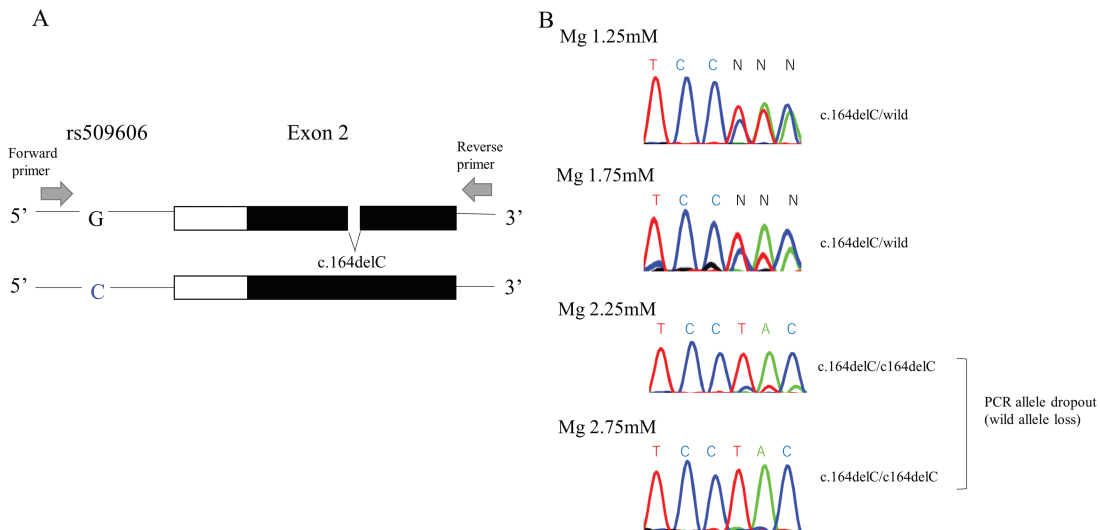 A
rs509606
Exon 2
Forward
primer
Reverse
primer
5’
G
3’
c.164delC
5’
C
3’
B
Mg 1.25mM
T C C N N N
c.164delC/wild
Mg 1.75mM
T C C N N N
c.164delC/wild
Mg 2.25mM
T C C T A C
c.164delC/c164delC
Mg 2.75mM
T C C T A C
c.164delC/c164delC
PCR allele dropout
(wild allele loss)